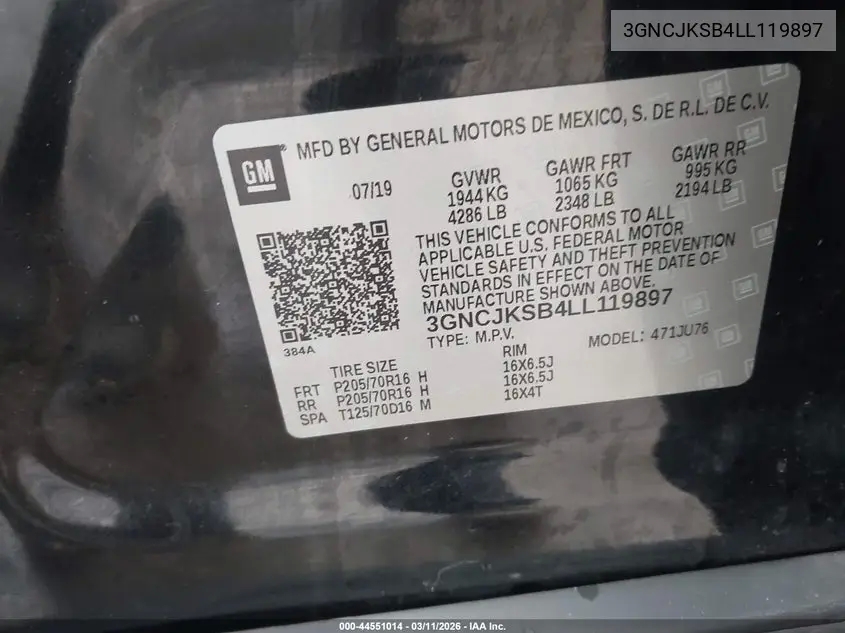 3GNCJKSB4LL119897
GM
MFD BY GENERAL MOTORS DE MEXICO, S. DE R.L. DE C.V.
07/19
GVWR
1944 KG
4286 LB
GAWR FRT
1065 KG
2348 LB
GAWR RR
995 KG
2194 LB
THIS VEHICLE CONFORMS TO ALL
APPLICABLE U.S. FEDERAL MOTOR
VEHICLE SAFETY AND THEFT PREVENTION
STANDARDS IN EFFECT ON THE DATE OF
MANUFACTURE SHOWN ABOVE.
3GNCJKSB4LL119897
TYPE: M.P.V. MODEL: 471JU76
384A
TIRE SIZE RIM
FRT P205/70R16 H 16X6.5J
RR P205/70R16 H 16X6.5J
SPA T125/70D16 M 16X4T
000-44551014 - 03/11/2026 - IAA Inc.